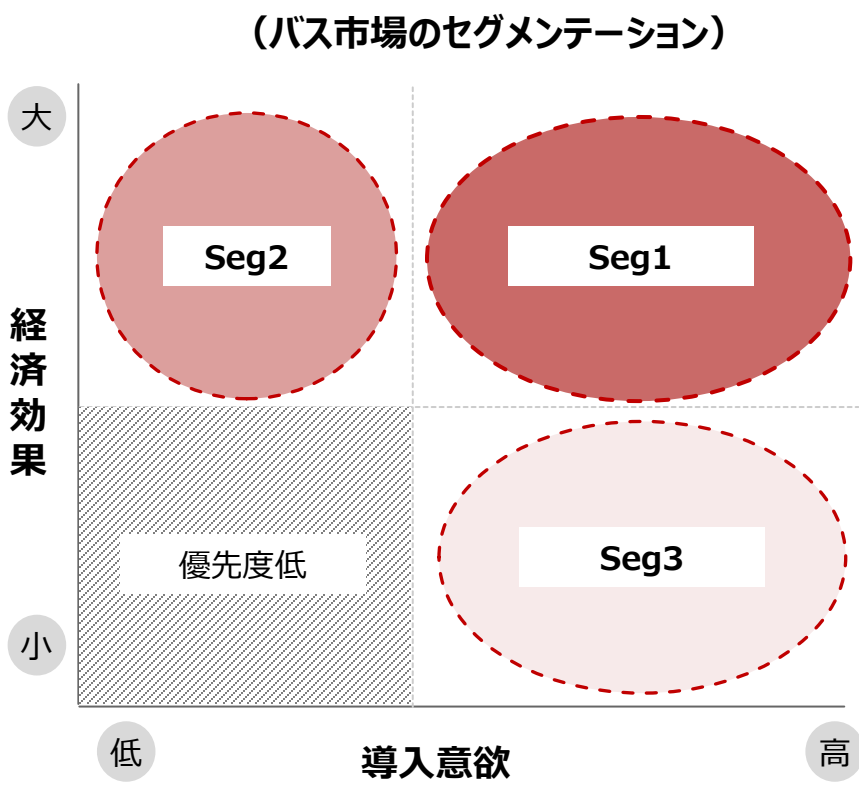 （バス市場のセグメンテーション）
大
Seg2
Seg1
経済効果
優先度低
Seg3
小
低
導入意欲
高